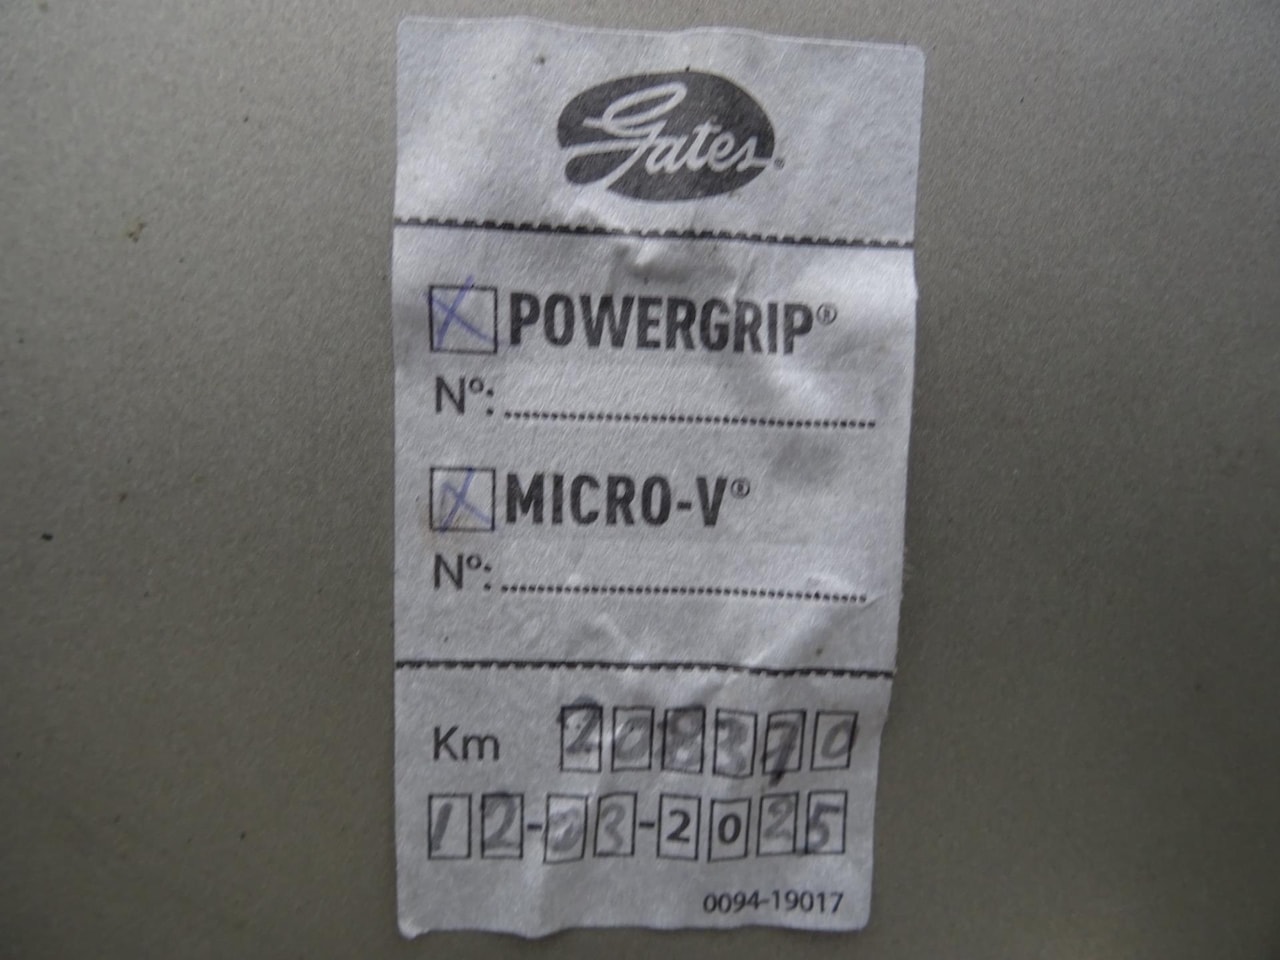 Gates®
POWERGRIP®
Nº:
MICRO-V®
Nº:
Km 208370
12-03-2025
0094-19017